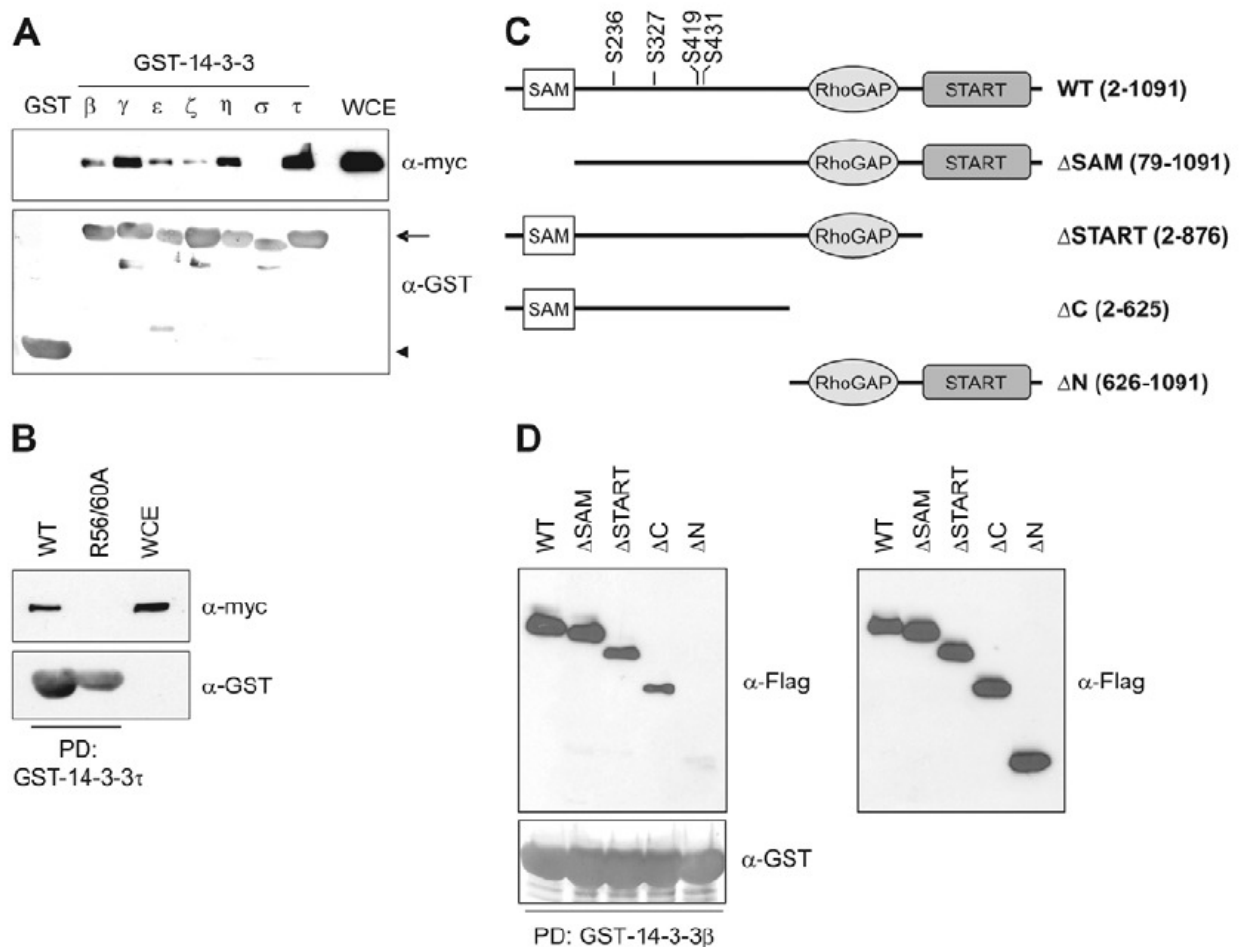 A
GST-14-3-3
GST β γ ε ζ η σ τ WCE
α-myc
α-GST
B
WT R56/60A WCE
α-myc
α-GST
PD:
GST-14-3-3τ
C
S236 S327 S419 S431
SAM RhoGAP START WT (2-1091)
RhoGAP START ΔSAM (79-1091)
SAM RhoGAP ΔSTART (2-876)
SAM ΔC (2-625)
RhoGAP START ΔN (626-1091)
D
WT ΔSAM ΔSTART ΔC ΔN
α-Flag
α-GST
PD: GST-14-3-3β
WT ΔSAM ΔSTART ΔC ΔN
α-Flag